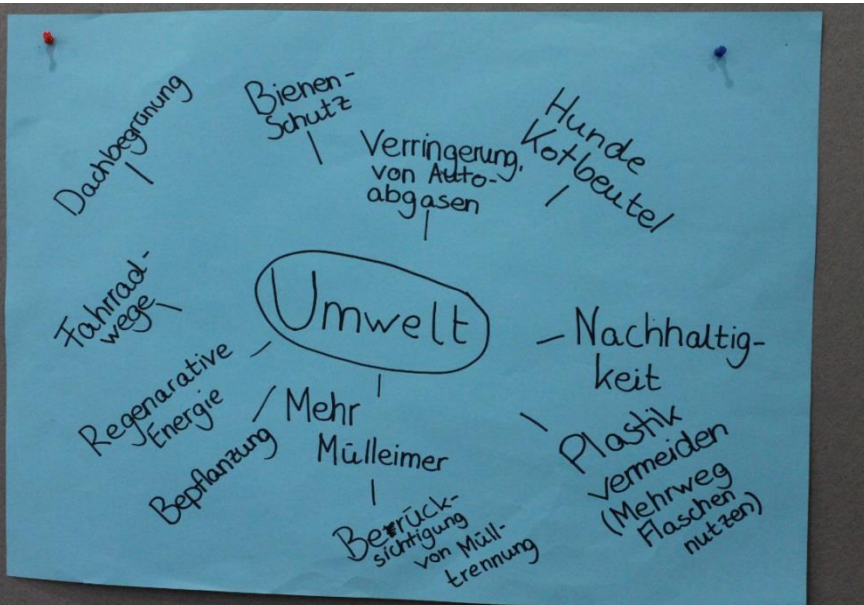 Dachbegrünung
Bienen-
Schutz
Verringerung
von Auto-
abgasen
Hunde
Kotbeutel
Fahrrad-
wege
Umwelt
Nachhaltig-
keit
Regenarative
Energie
Bepflanzung
Mehr
Mülleimer
Plastik
vermeiden
(Mehrweg
Flaschen
nutzen)
Berrück-
sichtigung
von Müll-
trennung